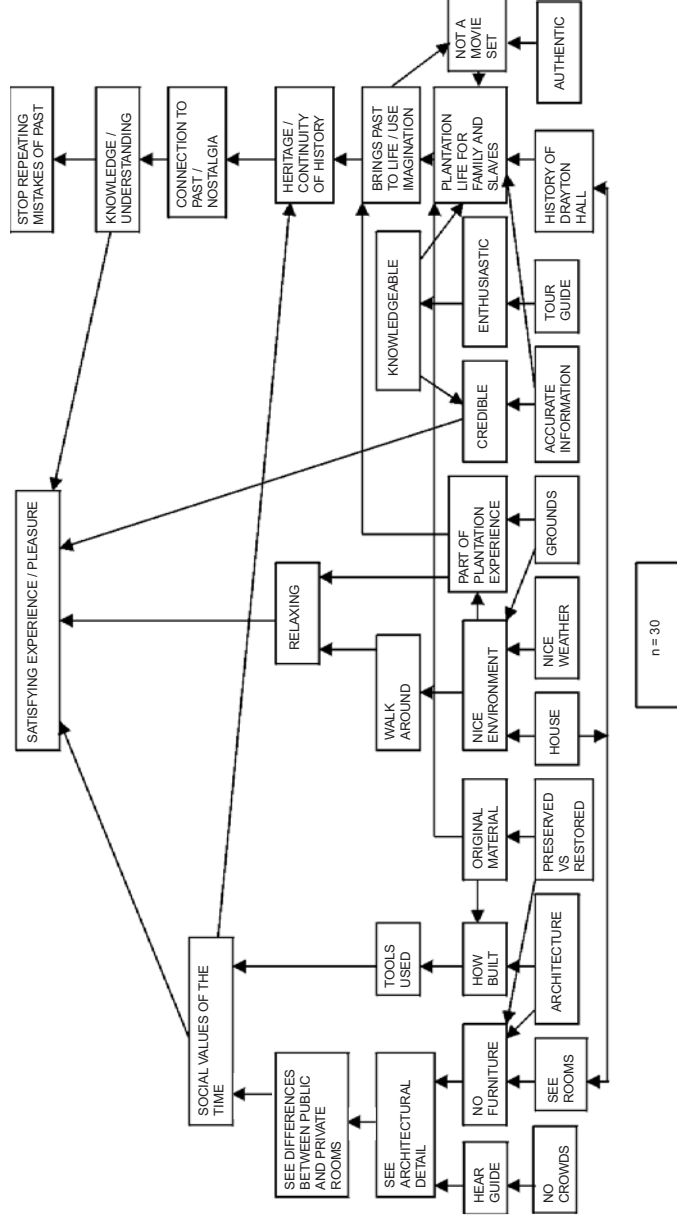 STOP REPEATING
MISTAKES OF PAST
SATISFYING EXPERIENCE / PLEASURE
KNOWLEDGE /
UNDERSTANDING
CONNECTION TO
PAST /
NOSTALGIA
SOCIAL VALUES OF THE
TIME
RELAXING
HERITAGE /
CONTINUITY
OF HISTORY
SEE DIFFERENCES
BETWEEN PUBLIC
AND PRIVATE
ROOMS
SEE
ARCHITECTURAL
DETAIL
TOOLS
USED
WALK
AROUND
KNOWLEDGEABLE
BRINGS PAST
TO LIFE / USE
IMAGINATION
NOT A
MOVIE
SET
HEAR
GUIDE
NO
FURNITURE
HOW
BUILT
ORIGINAL
MATERIAL
NICE
ENVIRONMENT
PART OF
PLANTATION
EXPERIENCE
CREDIBLE
ENTHUSIASTIC
PLANTATION
LIFE FOR
FAMILY AND
SLAVES
AUTHENTIC
NO
CROWDS
SEE
ROOMS
ARCHITECTURE
PRESERVED
VS
RESTORED
HOUSE
NICE
WEATHER
GROUNDS
ACCURATE
INFORMATION
TOUR
GUIDE
HISTORY OF
DRAYTON
HALL
n = 30